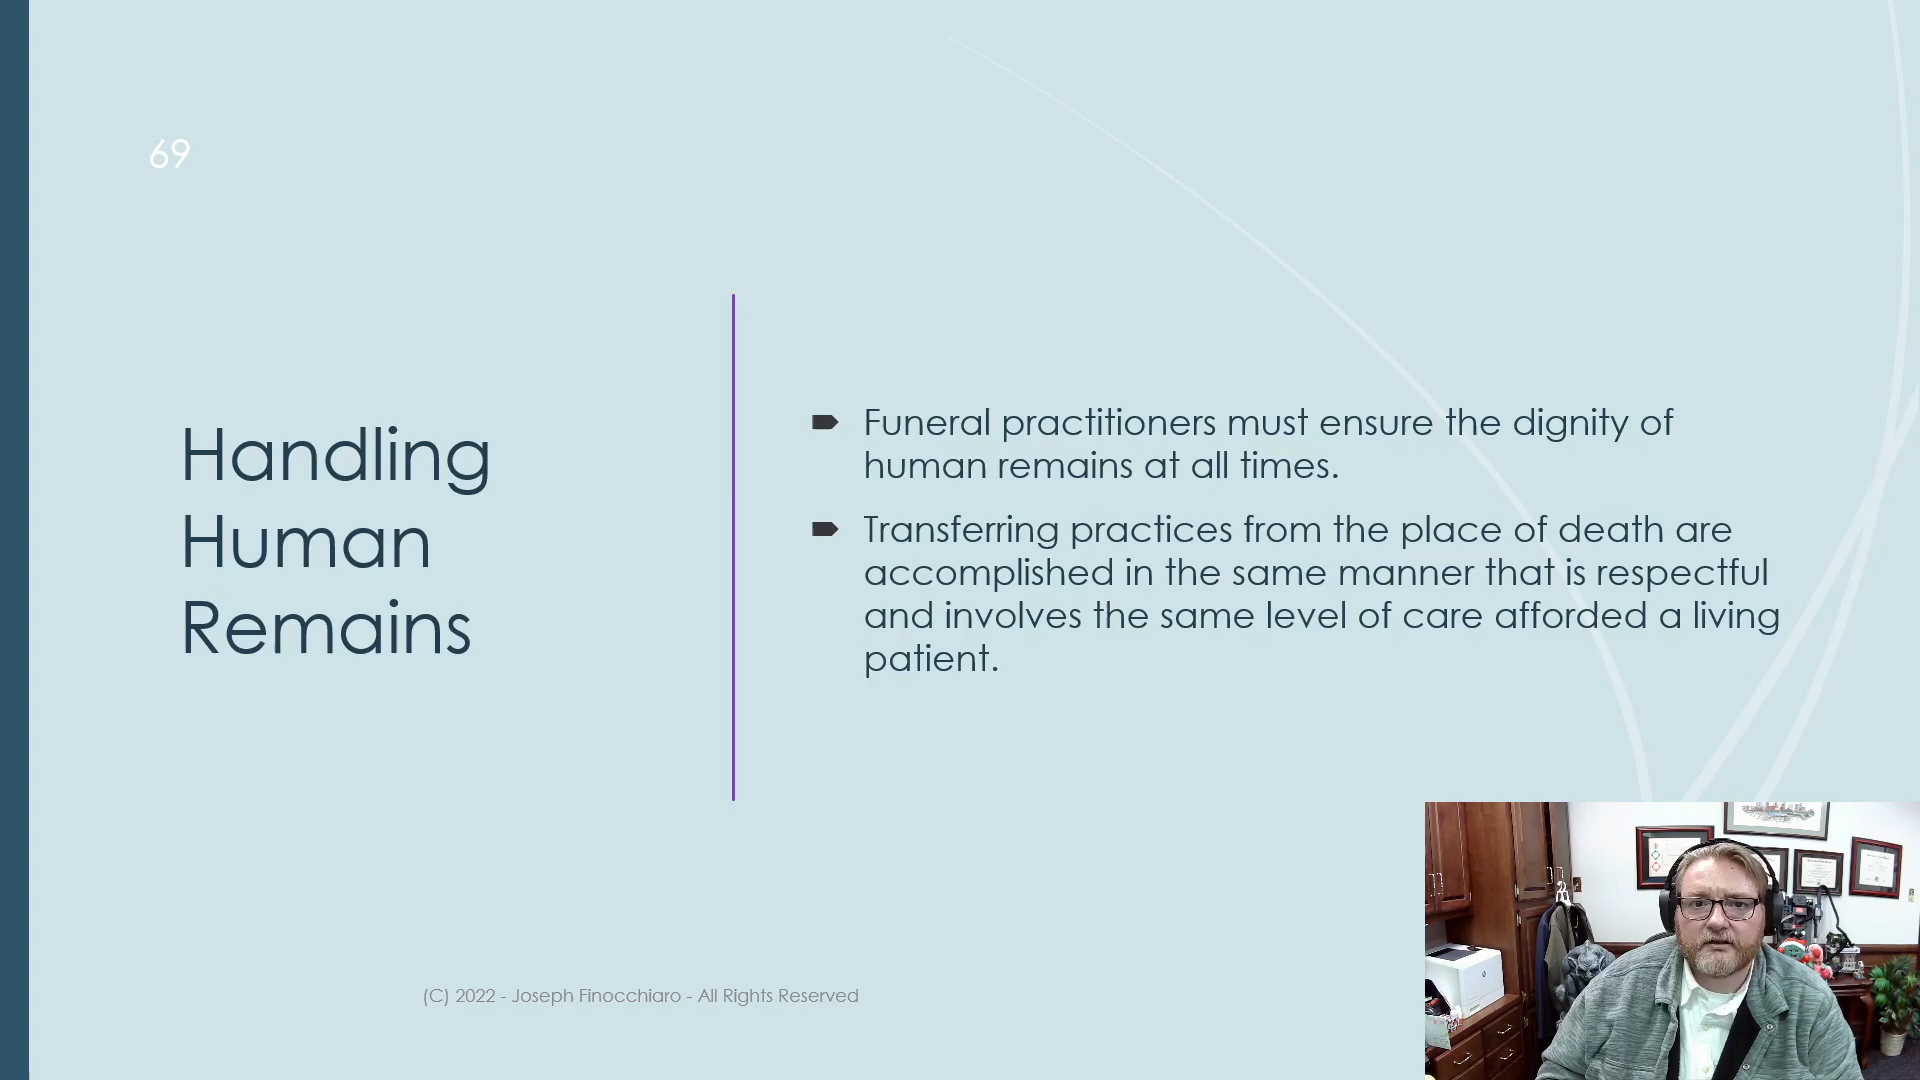 69
Handling
Human
Remains
Funeral practitioners must ensure the dignity of
human remains at all times.
Transferring practices from the place of death are
accomplished in the same manner that is respectful
and involves the same level of care afforded a living
patient.
(C) 2022 - Joseph Finocchiaro - All Rights Reserved